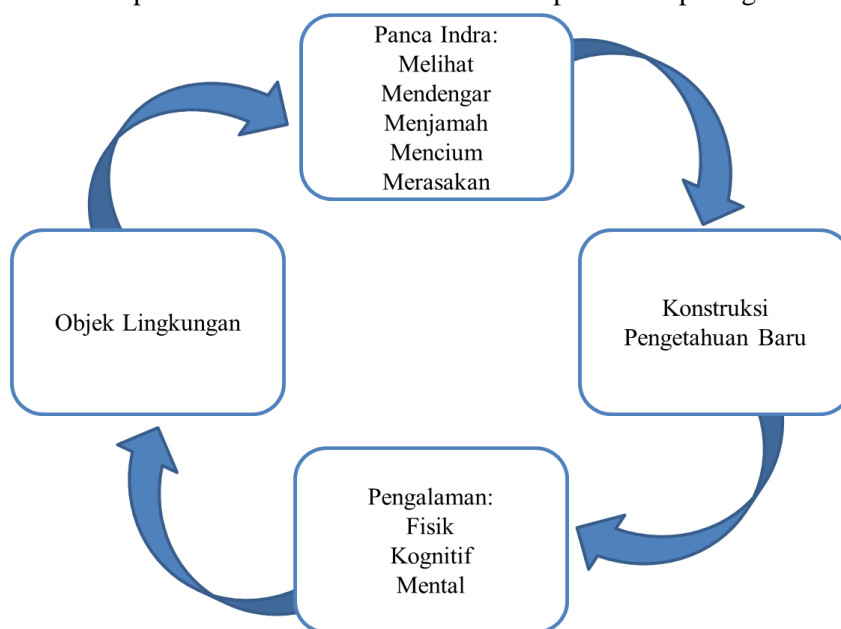 Panca Indra:
Melihat
Mendengar
Menjamah
Mencium
Merasakan
Objek Lingkungan
Konstruksi
Pengetahuan Baru
Pengalaman:
Fisik
Kognitif
Mental